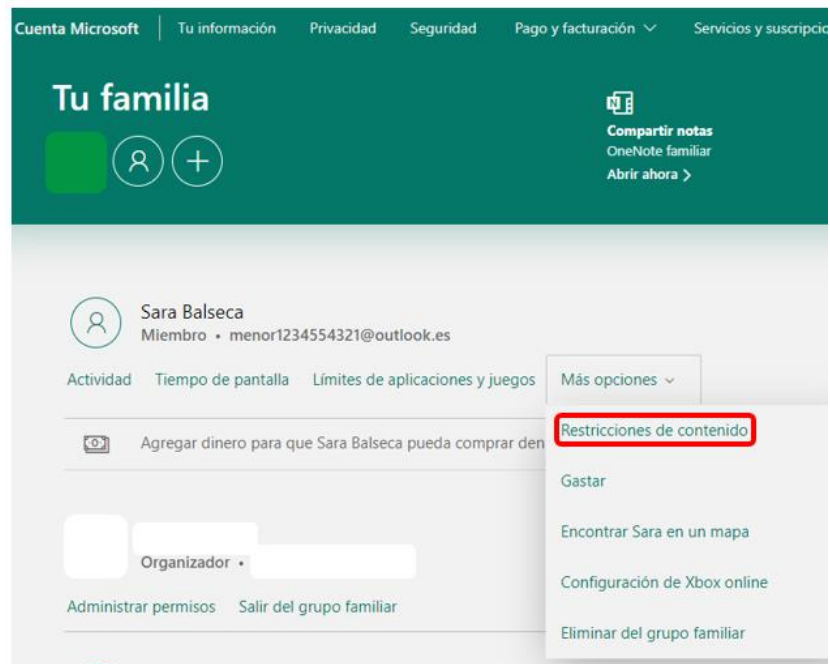 Cuenta Microsoft Tu información Privacidad Seguridad Pago y facturación Servicios y suscripcio
Tu familia
Compartir notas
OneNote familiar
Abrir ahora
Sara Balseca
Miembro • menor1234554321@outlook.es
Actividad Tiempo de pantalla Límites de aplicaciones y juegos Más opciones
Agregar dinero para que Sara Balseca pueda comprar den
Restricciones de contenido
Gastar
Encontrar Sara en un mapa
Configuración de Xbox online
Eliminar del grupo familiar
Organizador •
Administrar permisos Salir del grupo familiar